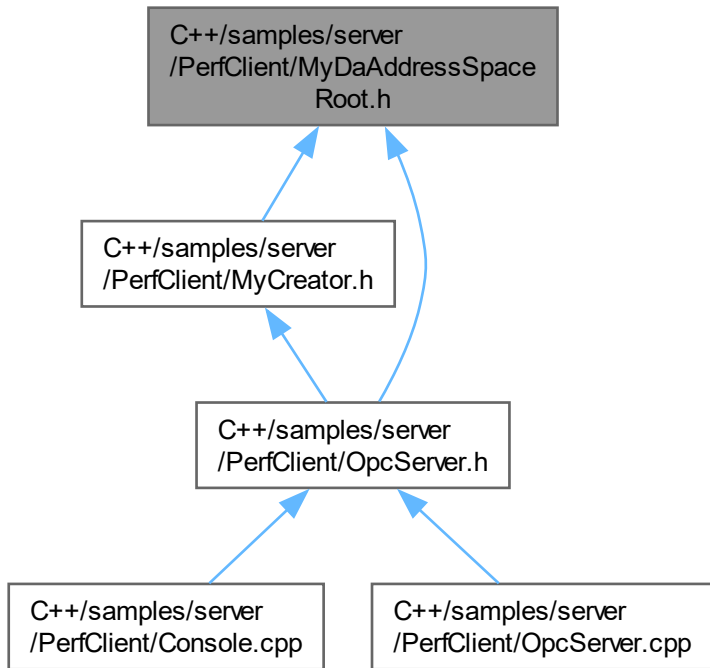 C++/samples/server
/PerfClient/MyDaAddressSpace
Root.h
C++/samples/server
/PerfClient/MyCreator.h
C++/samples/server
/PerfClient/OpcServer.h
C++/samples/server
/PerfClient/Console.cpp
C++/samples/server
/PerfClient/OpcServer.cpp